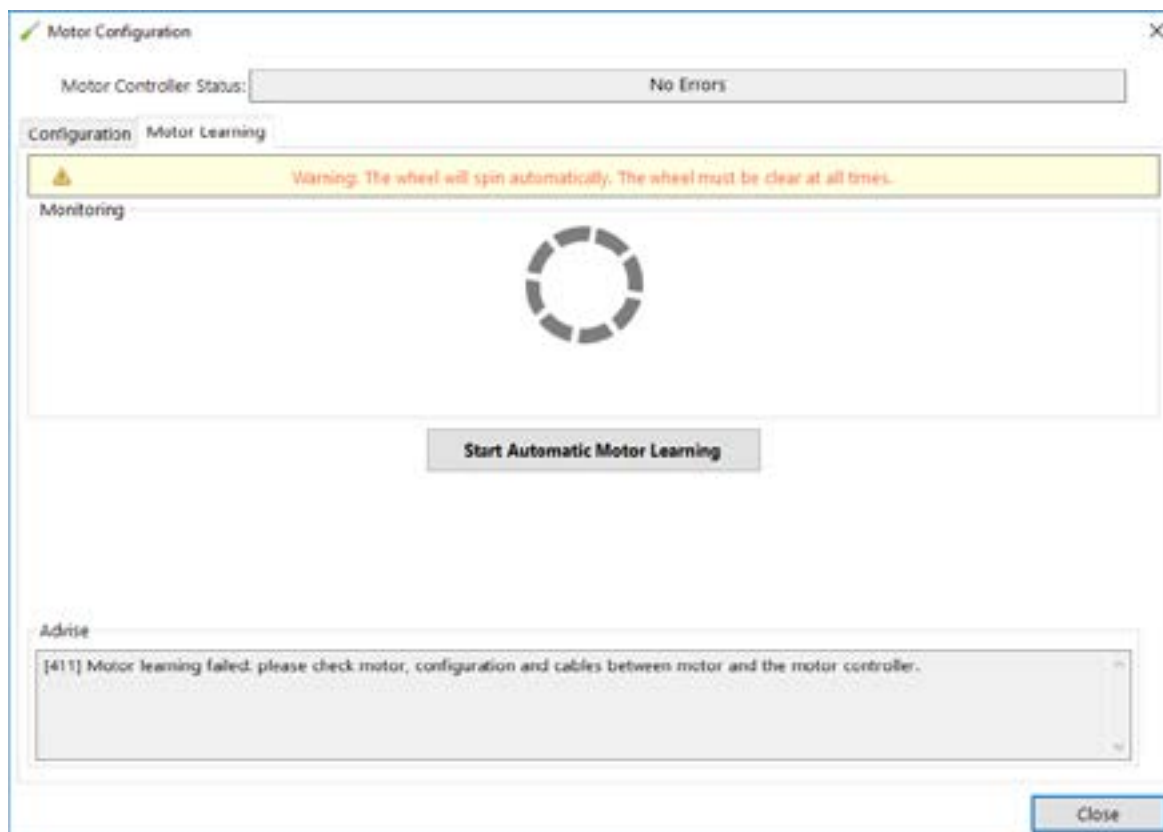 Motor Configuration
Motor Controller Status: No Errors
Configuration Motor Learning
Warning: The wheel will spin automatically. The wheel must be clear at all times.
Monitoring
Start Automatic Motor Learning
Advise
[411] Motor learning failed. please check motor, configuration and cables between motor and the motor controller.
Close